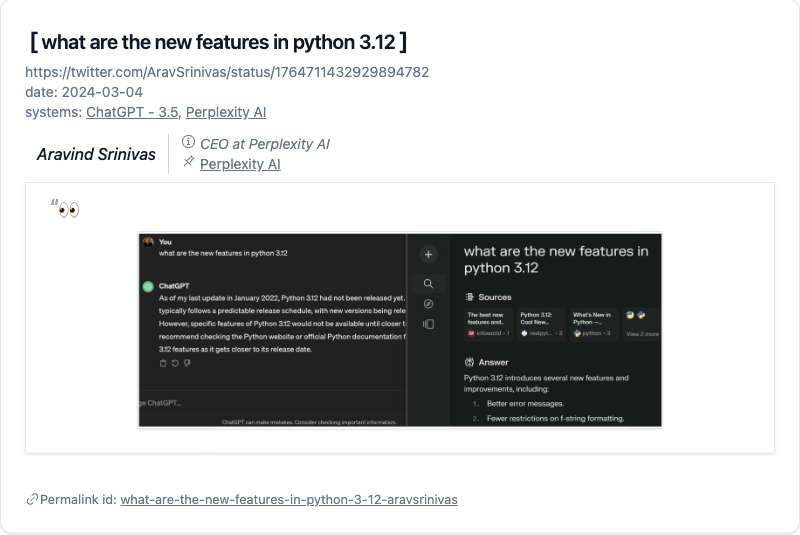 [ what are the new features in python 3.12 ]
https://twitter.com/AravSrinivas/status/1764711432929894782
date: 2024-03-04
systems: ChatGPT - 3.5, Perplexity AI
Aravind Srinivas
CEO at Perplexity AI
Perplexity AI
“👀
You
what are the new features in python 3.12
ChatGPT
As of my last update in January 2022, Python 3.12 had not been released yet.
typically follows a predictable release schedule, with new versions being rele
However, specific features of Python 3.12 would not be available until closer t
recommend checking the Python website or official Python documentation f
3.12 features as it gets closer to its release date.
ge ChatGPT...
ChatGPT can make mistakes. Consider checking important information.
what are the new features in
python 3.12
Sources
The best new
features and...
infoworld · 1
Python 3.12:
Cool New...
realpyt... · 2
What's New in
Python —...
python · 3
View 2 more
Answer
Python 3.12 introduces several new features and
improvements, including:
1. Better error messages.
2. Fewer restrictions on f-string formatting.
Permalink id: what-are-the-new-features-in-python-3-12-aravsrinivas